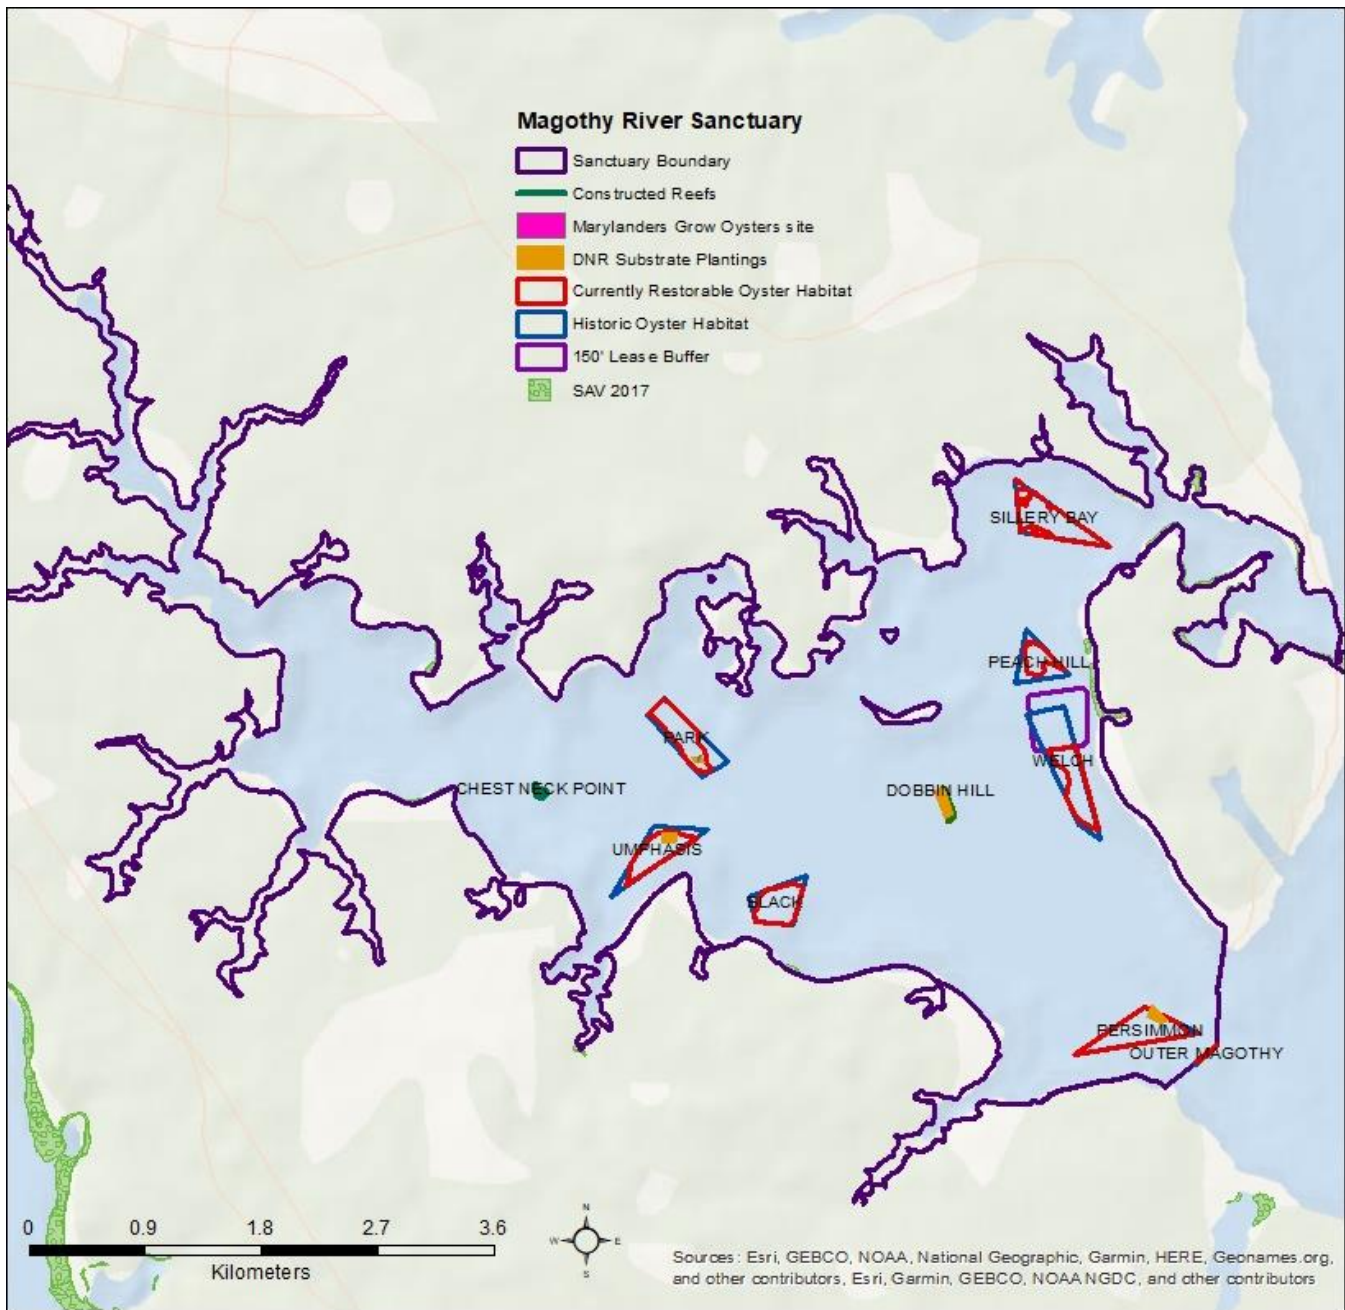 Magothy River Sanctuary
Sanctuary Boundary
Constructed Reefs
Marylanders Grow Oysters site
DNR Substrate Plantings
Currently Restorable Oyster Habitat
Historic Oyster Habitat
150' Lease Buffer
SAV 2017
SILLERY BAY
PEACH HILL
PARK
WELCH
CHEST NECK POINT
DOBBIN HILL
UMPHASIS
BLACK
PERSIMMON
OUTER MAGOTHY
0 0.9 1.8 2.7 3.6
Kilometers
N
W E
S
Sources: Esri, GEBCO, NOAA, National Geographic, Garmin, HERE, Geonames.org,
and other contributors, Esri, Garmin, GEBCO, NOAA NGDC, and other contributors